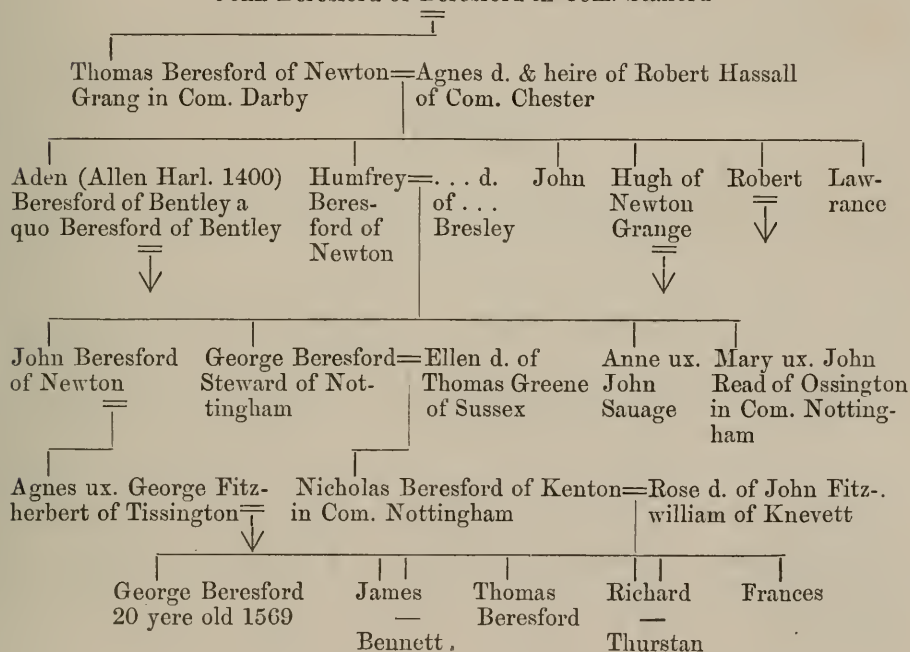 Thomas Beresford of Newton=Agnes d. & heire of Robert Hassall
Grang in Com. Darby of Com. Chester
Aden (Allen Harl. 1400)
Beresford of Bentley a
quo Beresford of Bentley
Humfrey=. . . d.
Beres- of . . .
ford of Bresley
Newton
John
Hugh of
Newton
Grange
Robert
Law-
rance
John Beresford
of Newton
George Beresford=Ellen d. of
Steward of Not- Thomas Greene
tingham of Sussex
Anne ux.
John
Sauage
Mary ux. John
Read of Ossington
in Com. Notting-
ham
Agnes ux. George Fitz-
herbert of Tissington
Nicholas Beresford of Kenton=Rose d. of John Fitz-.
in Com. Nottingham william of Knevett
George Beresford
20 yere old 1569
James
—
Bennett .
Thomas
Beresford
Richard
—
Thurstan
Frances